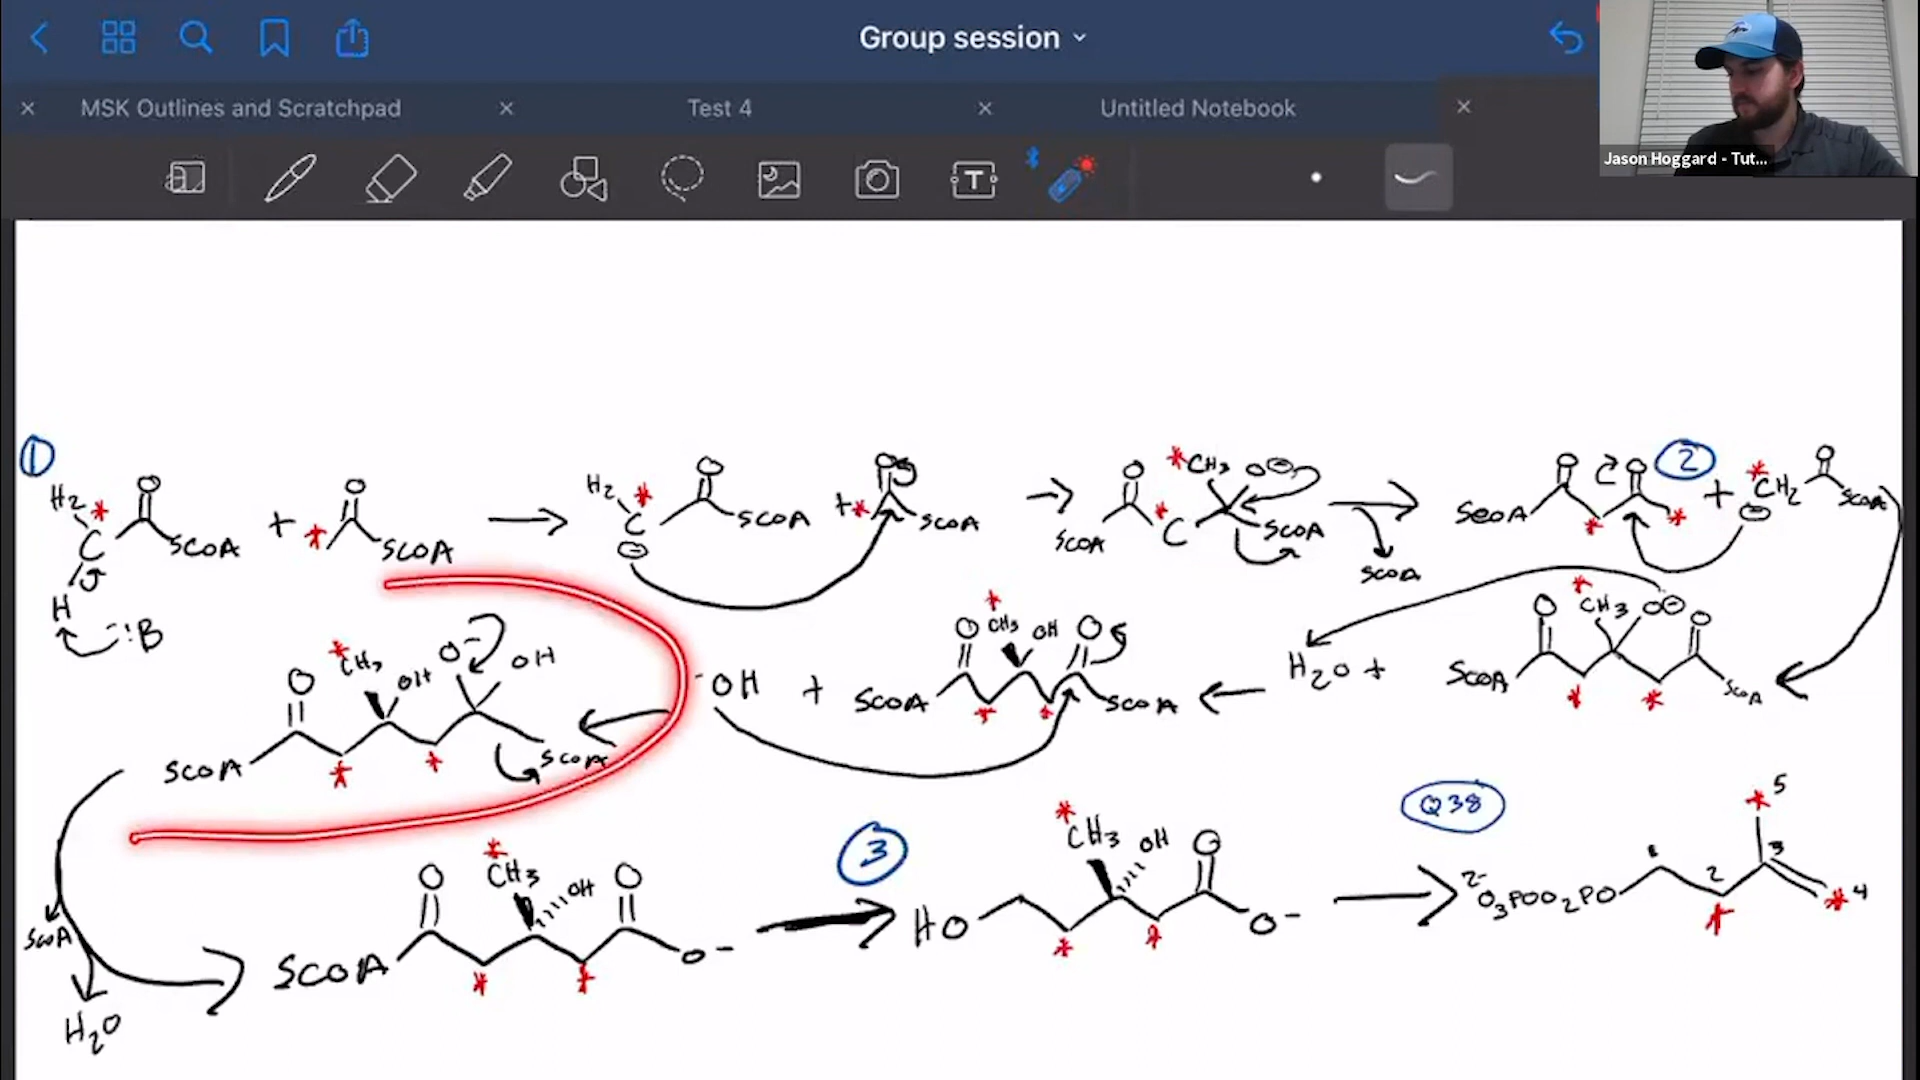 Group session
MSK Outlines and Scratchpad
Test 4
Untitled Notebook
T
Jason Hoggard - Tut...
1
H2 * C O SCOA + * O SCOA → H2 * C ⊖ O SCOA + * O SCOA → O SCOA * C *CH3 O⊖ SCOA → SCOA O O * * 2 + *CH2 ⊖ O SCOA
H :B
SCOA
O *CH3 OH O- OH SCOA * * SCOA
-OH + SCOA O *CH3 OH O * * SCOA ← H2O + SCOA O *CH3 O⊖ O * * SCOA
SCOA
H2O
SCOA O *CH3 OH O * * O-
3
HO *CH3 OH O * * O-
Q38
2-O3POO2PO 1 2 3 *5 *4 *